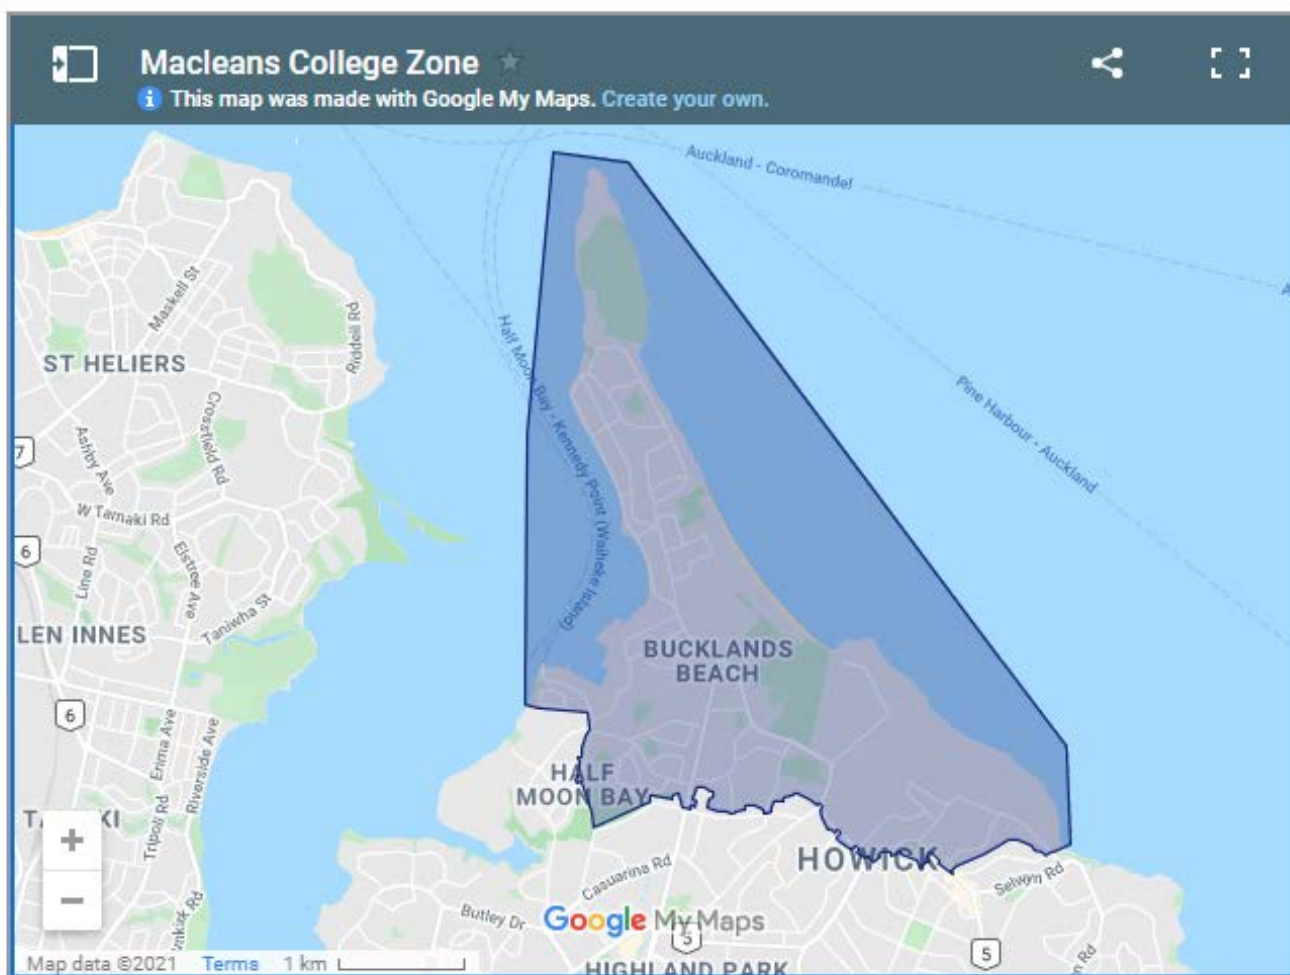 Macleans College Zone
This map was made with Google My Maps. Create your own.
Auckland - Coromandel
Maskell St
Riddell Rd
ST HELIERS
Half Moon Bay - Kennedy Point (Waiheke Island)
Pine Harbour - Auckland
Crossfield Rd
Ashby Ave
7
W Tamaki Rd
6
Line Rd
Elstree Ave
Taniwha St
LEN INNES
BUCKLANDS
BEACH
6
Erima Ave
Riverside Ave
HALF
MOON BAY
Tripoli Rd
+
−
HOWICK
Casuarina Rd
Selwyn Rd
Butley Dr
Google My Maps
5
5
Map data ©2021 Terms 1 km
HIGHLAND PARK